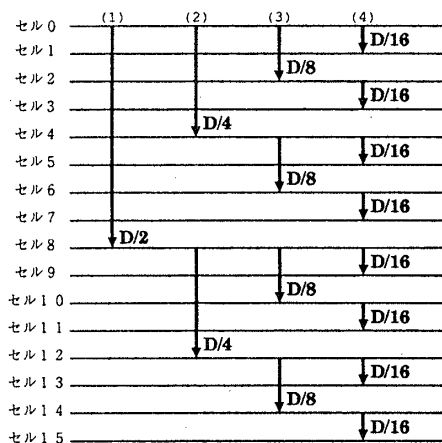 (1) (2) (3) (4)
セル0
D/16
セル1
D/8
セル2
D/16
セル3
D/4
セル4
D/16
セル5
D/8
セル6
D/16
セル7
D/2
セル8
D/16
セル9
D/8
セル10
D/16
セル11
D/4
セル12
D/16
セル13
D/8
セル14
D/16
セル15